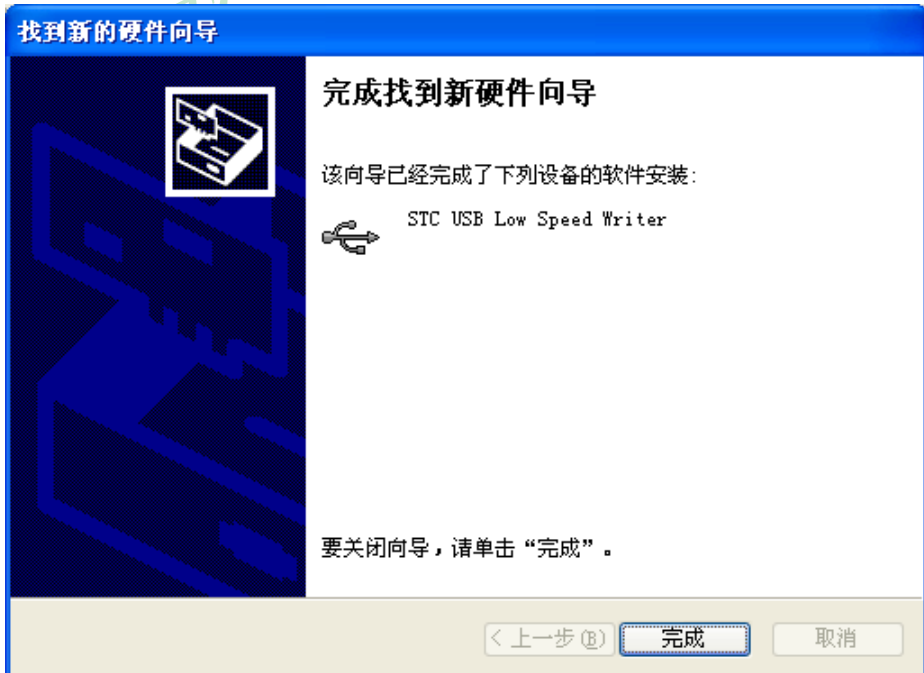 找到新的硬件向导
完成找到新硬件向导
该向导已经完成了下列设备的软件安装:
STC USB Low Speed Writer
要关闭向导，请单击“完成”。
< 上一步(B)
完成
取消